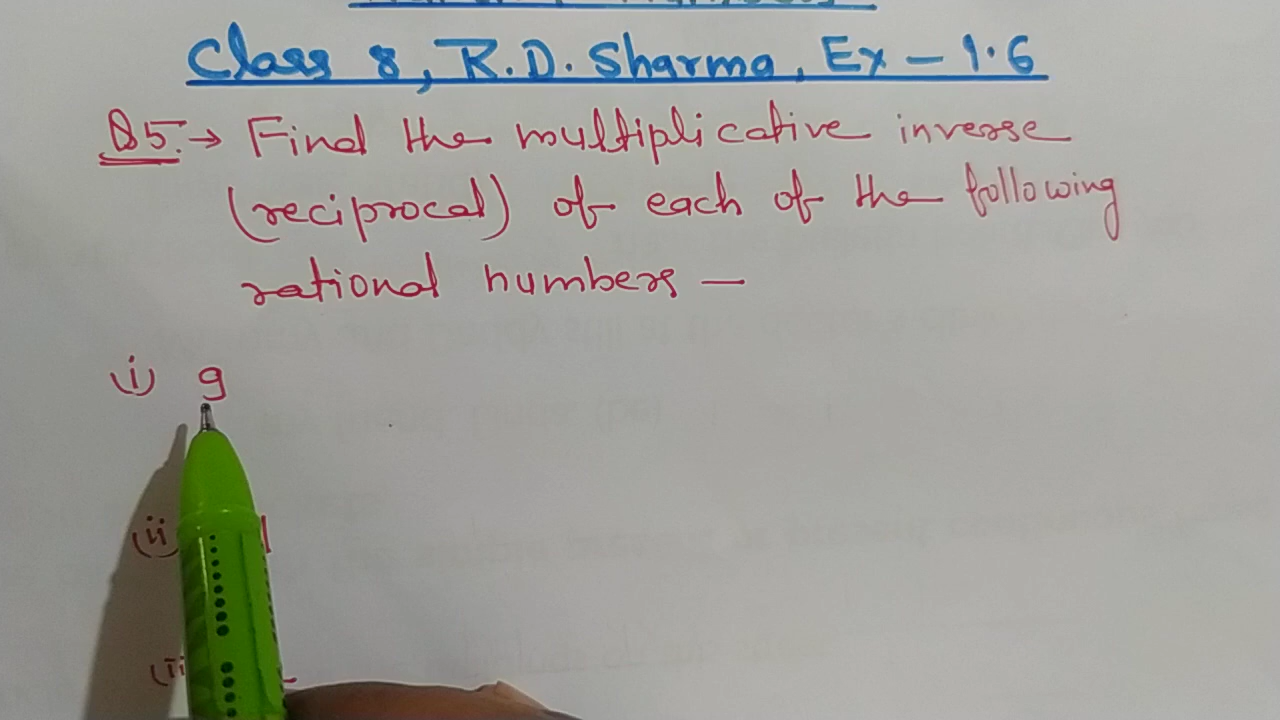 Class 8, R.D. Sharma, Ex - 1.6
Q5. → Find the multiplicative inverse
(reciprocal) of each of the following
rational numbers —
(i) 9
(ii)